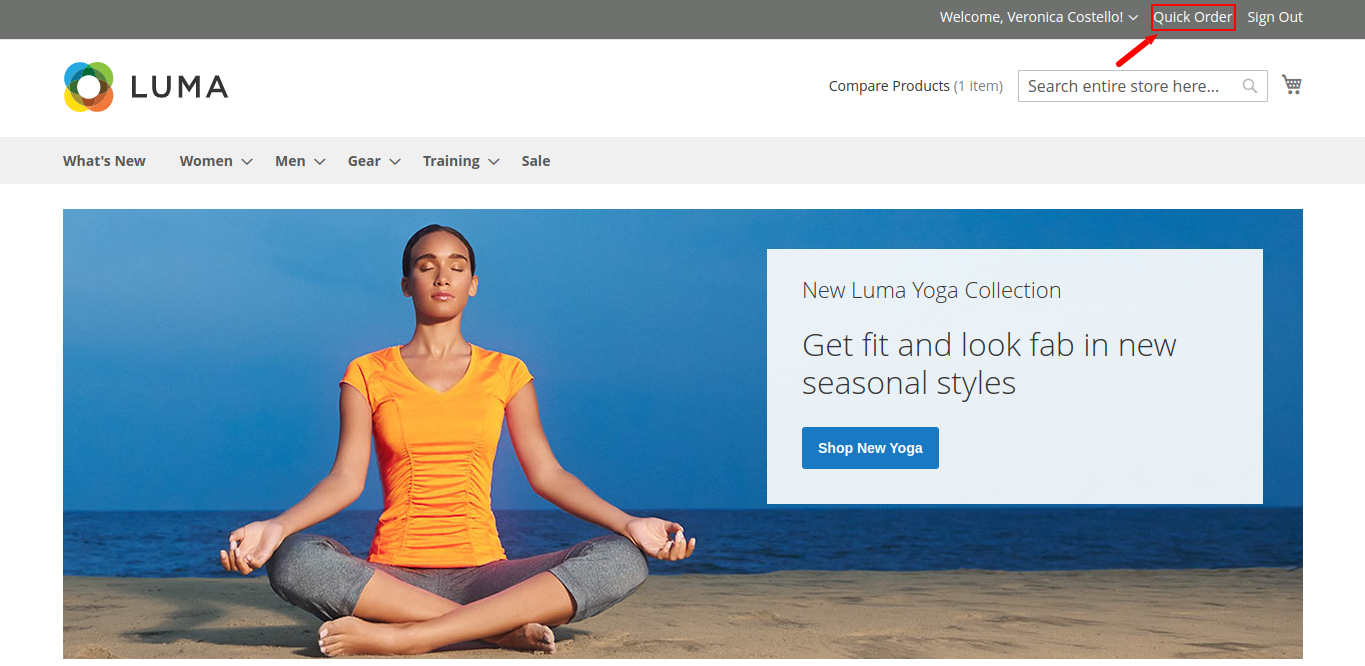 Welcome, Veronica Costello! Quick Order Sign Out
LUMA
Compare Products (1 item) Search entire store here...
What's New Women Men Gear Training Sale
New Luma Yoga Collection
Get fit and look fab in new
seasonal styles
Shop New Yoga